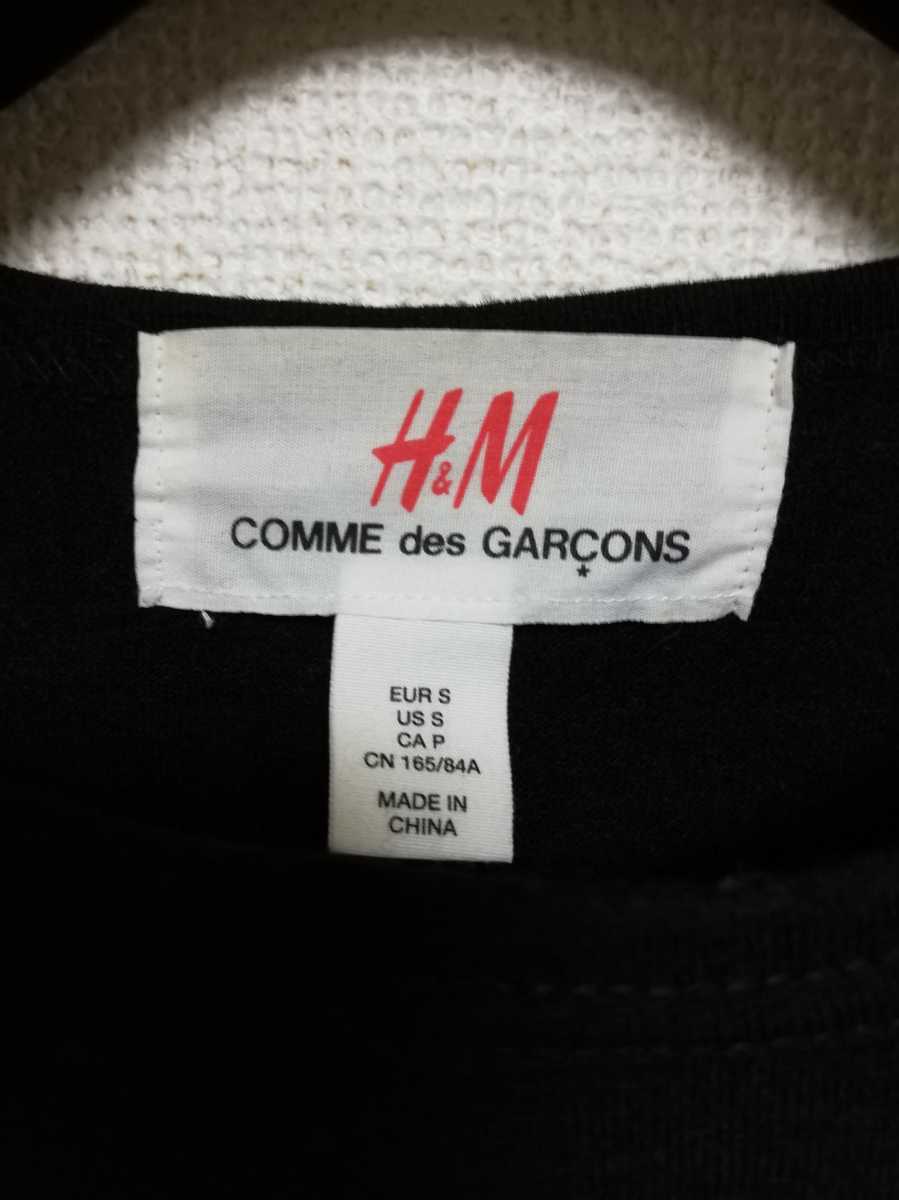 H&M
COMME des GARÇONS
*
EUR S
US S
CA P
CN 165/84A
MADE IN
CHINA